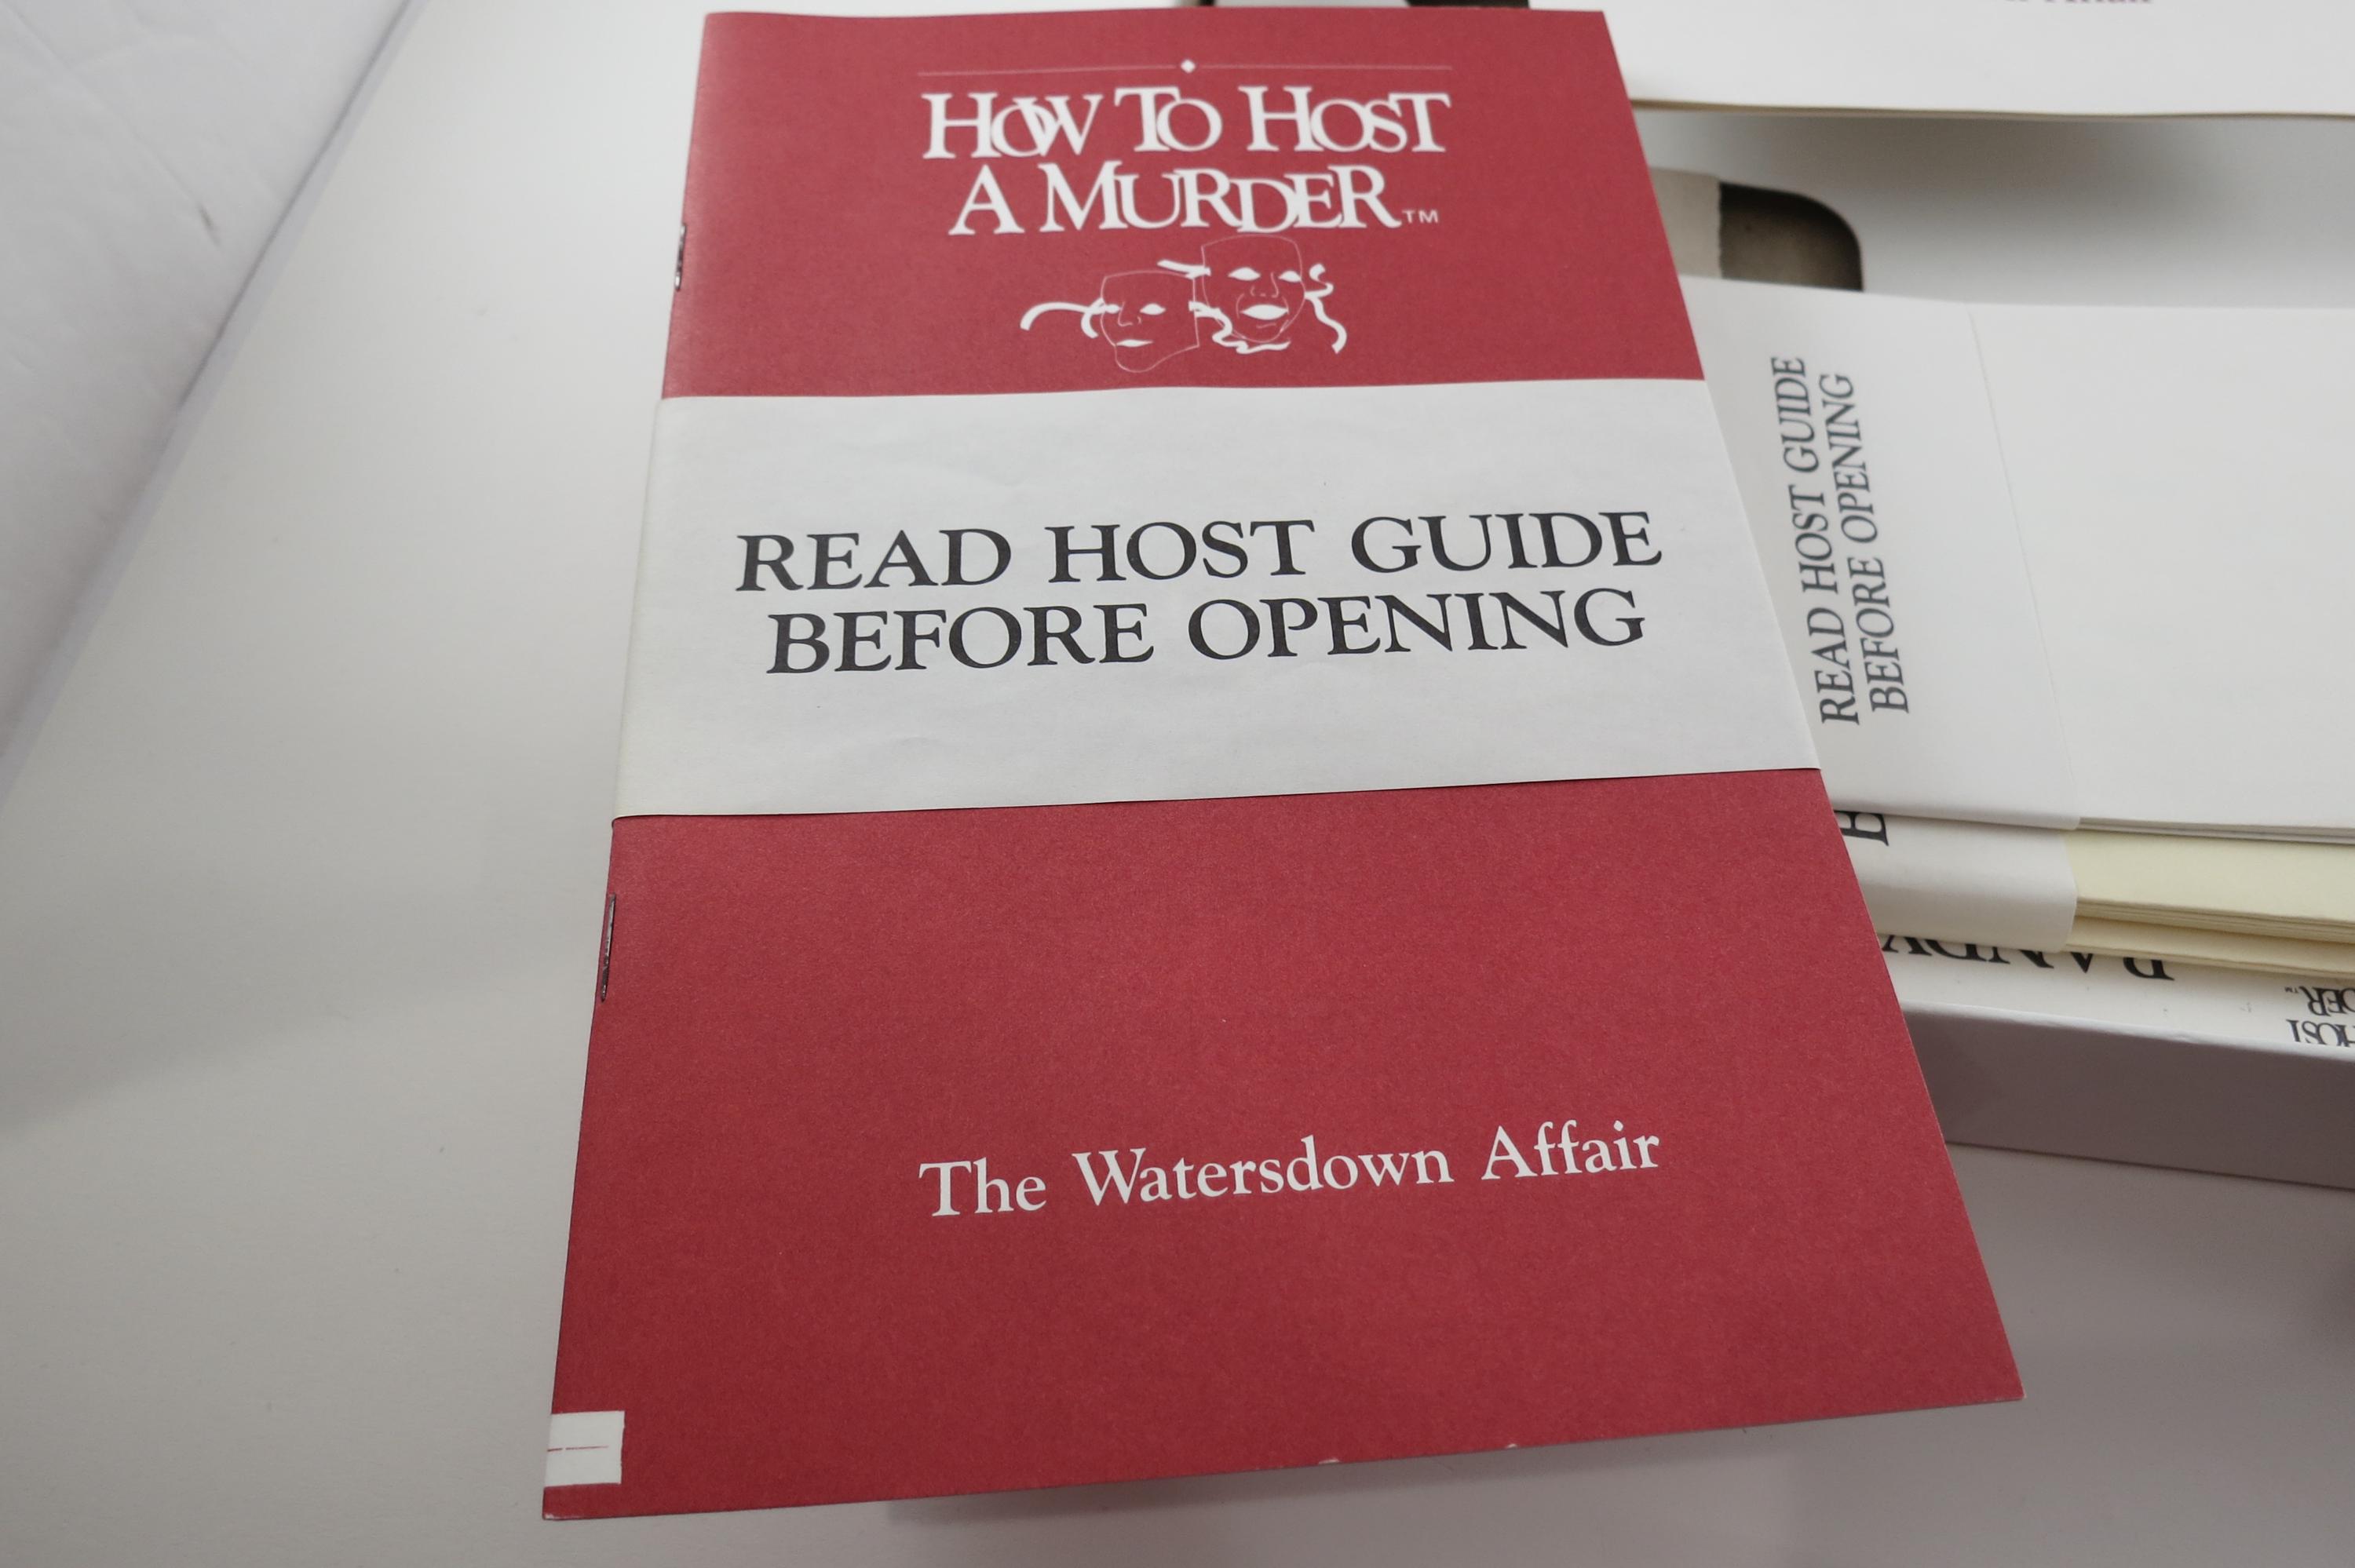 HOW TO HOST
A MURDER™
READ HOST GUIDE
BEFORE OPENING
The Watersdown Affair
READ HOST GUIDE
BEFORE OPENING